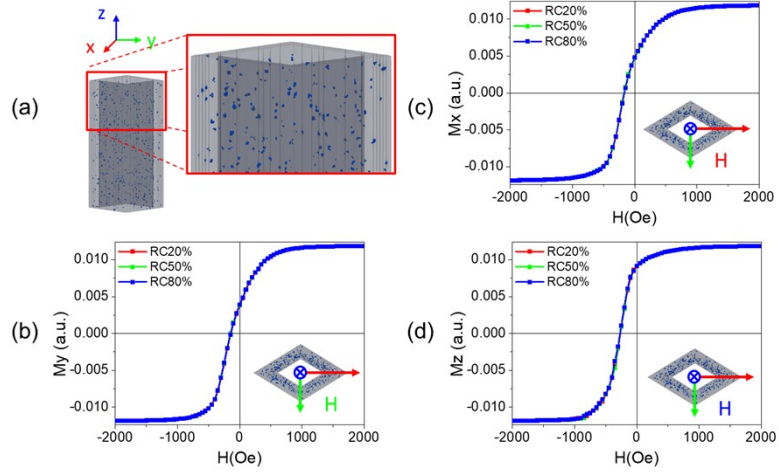 (a)
z
x
y
(c)
Mx (a.u.)
0.010
0.005
0.000
-0.005
-0.010
RC20%
RC50%
RC80%
H
-2000 -1000 0 1000 2000
H(Oe)
(b)
My (a.u.)
0.010
0.005
0.000
-0.005
-0.010
RC20%
RC50%
RC80%
H
-2000 -1000 0 1000 2000
H(Oe)
(d)
Mz (a.u.)
0.010
0.005
0.000
-0.005
-0.010
RC20%
RC50%
RC80%
H
-2000 -1000 0 1000 2000
H(Oe)